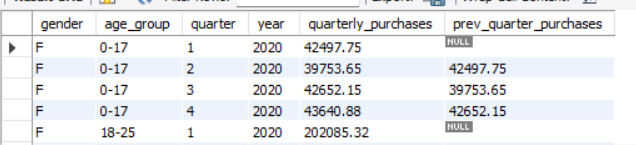 gender age_group quarter year quarterly_purchases prev_quarter_purchases
F 0-17 1 2020 42497.75 NULL
F 0-17 2 2020 39753.65 42497.75
F 0-17 3 2020 42652.15 39753.65
F 0-17 4 2020 43640.88 42652.15
F 18-25 1 2020 202085.32 NULL